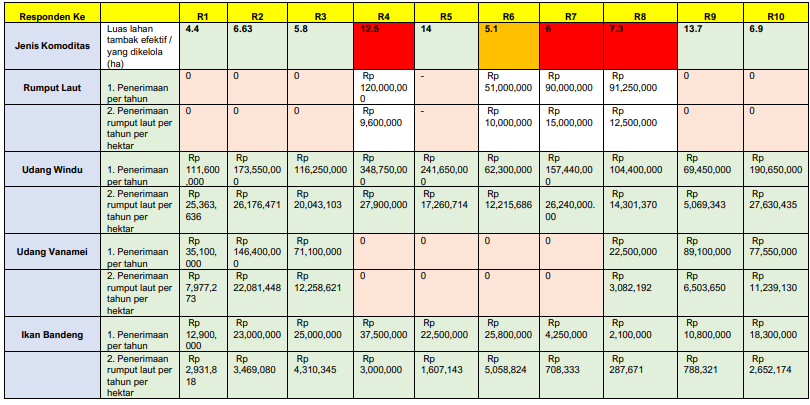 Responden Ke R1 R2 R3 R4 R5 R6 R7 R8 R9 R10
Jenis Komoditas Luas lahan tambak efektif / yang dikelola (ha) 4.4 6.63 5.8 12.5 14 5.1 6 7.3 13.7 6.9
Rumput Laut 1. Penerimaan per tahun 0 0 0 Rp 120,000,000 - Rp 51,000,000 Rp 90,000,000 Rp 91,250,000 0 0
2. Penerimaan rumput laut per tahun per hektar 0 0 0 Rp 9,600,000 - Rp 10,000,000 Rp 15,000,000 Rp 12,500,000 0 0
Udang Windu 1. Penerimaan per tahun Rp 111,600,000 Rp 173,550,000 Rp 116,250,000 Rp 348,750,000 Rp 241,650,000 Rp 62,300,000 Rp 157,440,000 Rp 104,400,000 Rp 69,450,000 Rp 190,650,000
2. Penerimaan rumput laut per tahun per hektar Rp 25,363,636 Rp 26,176,471 Rp 20,043,103 Rp 27,900,000 Rp 17,260,714 Rp 12,215,686 Rp 26,240,000.00 Rp 14,301,370 Rp 5,069,343 Rp 27,630,435
Udang Vanamei 1. Penerimaan per tahun Rp 35,100,000 Rp 146,400,000 Rp 71,100,000 0 0 0 0 Rp 22,500,000 Rp 89,100,000 Rp 77,550,000
2. Penerimaan rumput laut per tahun per hektar Rp 7,977,273 Rp 22,081,448 Rp 12,258,621 0 0 0 0 Rp 3,082,192 Rp 6,503,650 Rp 11,239,130
Ikan Bandeng 1. Penerimaan per tahun Rp 12,900,000 Rp 23,000,000 Rp 25,000,000 Rp 37,500,000 Rp 22,500,000 Rp 25,800,000 Rp 4,250,000 Rp 2,100,000 Rp 10,800,000 Rp 18,300,000
2. Penerimaan rumput laut per tahun per hektar Rp 2,931,818 Rp 3,469,080 Rp 4,310,345 Rp 3,000,000 Rp 1,607,143 Rp 5,058,824 Rp 708,333 Rp 287,671 Rp 788,321 Rp 2,652,174